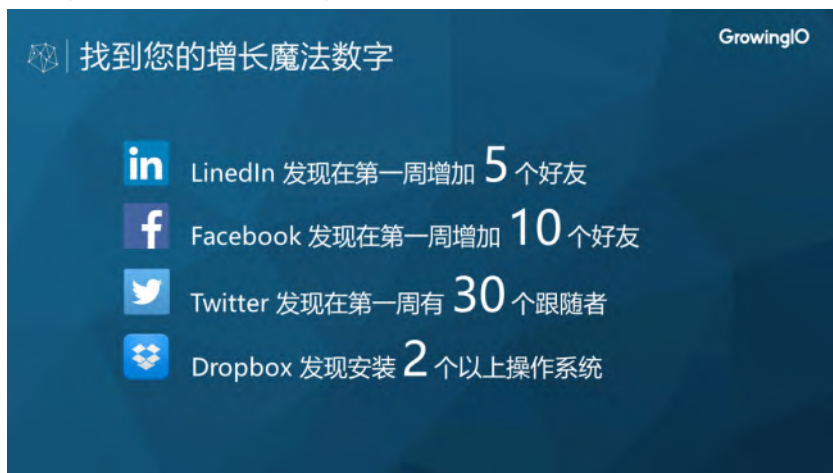 找到您的增长魔法数字
GrowingIO
in LinedIn 发现在第一周增加 5 个好友
f Facebook 发现在第一周增加 10 个好友
Twitter 发现在第一周有 30 个跟随者
Dropbox 发现安装 2 个以上操作系统